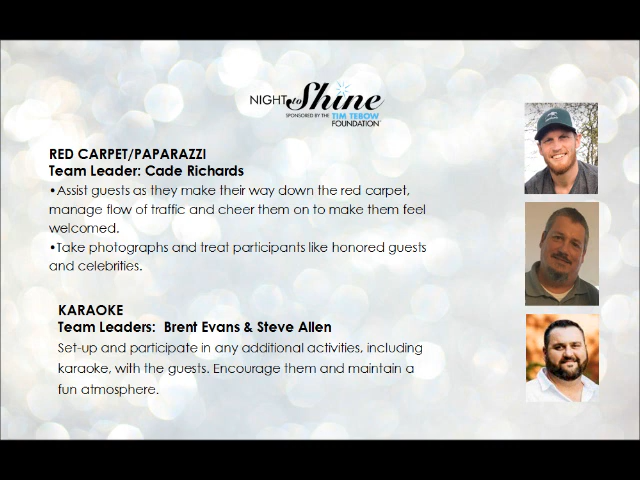 NIGHT to Shine
SPONSORED BY THE TIM TEBOW
FOUNDATION
RED CARPET/PAPARAZZI
Team Leader: Cade Richards
•Assist guests as they make their way down the red carpet,
manage flow of traffic and cheer them on to make them feel
welcomed.
•Take photographs and treat participants like honored guests
and celebrities.
KARAOKE
Team Leaders:  Brent Evans & Steve Allen
Set-up and participate in any additional activities, including
karaoke, with the guests. Encourage them and maintain a
fun atmosphere.